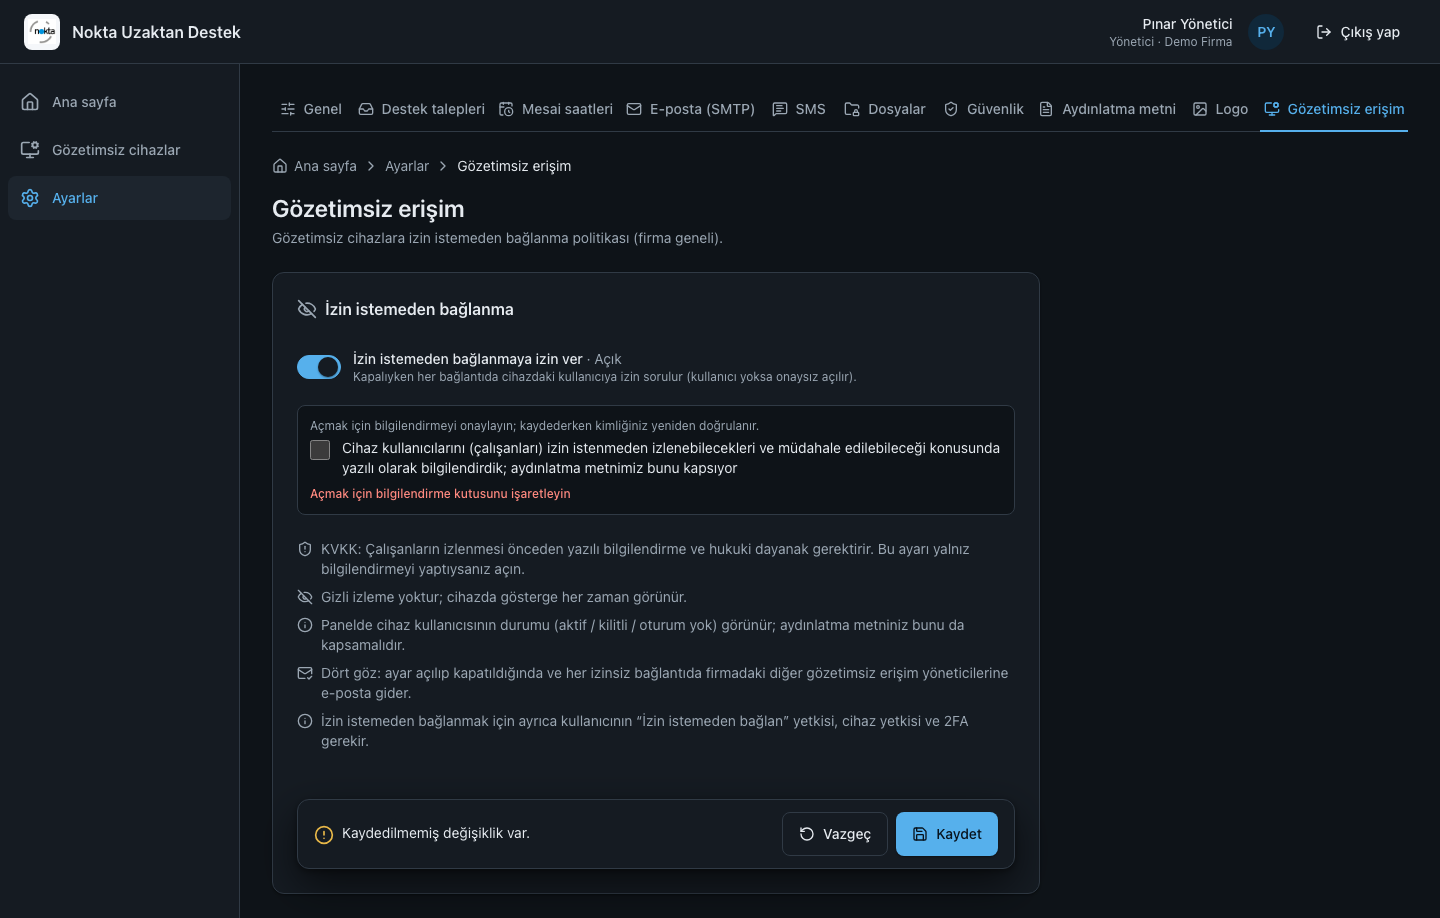 nokta
Nokta Uzaktan Destek
Pınar Yönetici
Yönetici · Demo Firma
PY
Çıkış yap
Ana sayfa
Gözetimsiz cihazlar
Ayarlar
Genel
Destek talepleri
Mesai saatleri
E-posta (SMTP)
SMS
Dosyalar
Güvenlik
Aydınlatma metni
Logo
Gözetimsiz erişim
Ana sayfa > Ayarlar > Gözetimsiz erişim
Gözetimsiz erişim
Gözetimsiz cihazlara izin istemeden bağlanma politikası (firma geneli).
İzin istemeden bağlanma
İzin istemeden bağlanmaya izin ver · Açık
Kapalıyken her bağlantıda cihazdaki kullanıcıya izin sorulur (kullanıcı yoksa onaysız açılır).
Açmak için bilgilendirmeyi onaylayın; kaydederken kimliğiniz yeniden doğrulanır.
Cihaz kullanıcılarını (çalışanları) izin istenmeden izlenebilecekleri ve müdahale edilebileceği konusunda
yazılı olarak bilgilendirdik; aydınlatma metnimiz bunu kapsıyor
Açmak için bilgilendirme kutusunu işaretleyin
KVKK: Çalışanların izlenmesi önceden yazılı bilgilendirme ve hukuki dayanak gerektirir. Bu ayarı yalnız
bilgilendirmeyi yaptıysanız açın.
Gizli izleme yoktur; cihazda gösterge her zaman görünür.
Panelde cihaz kullanıcısının durumu (aktif / kilitli / oturum yok) görünür; aydınlatma metniniz bunu da
kapsamalıdır.
Dört göz: ayar açılıp kapatıldığında ve her izinsiz bağlantıda firmadaki diğer gözetimsiz erişim yöneticilerine
e-posta gider.
İzin istemeden bağlanmak için ayrıca kullanıcının “İzin istemeden bağlan” yetkisi, cihaz yetkisi ve 2FA
gerekir.
Kaydedilmemiş değişiklik var.
Vazgeç
Kaydet